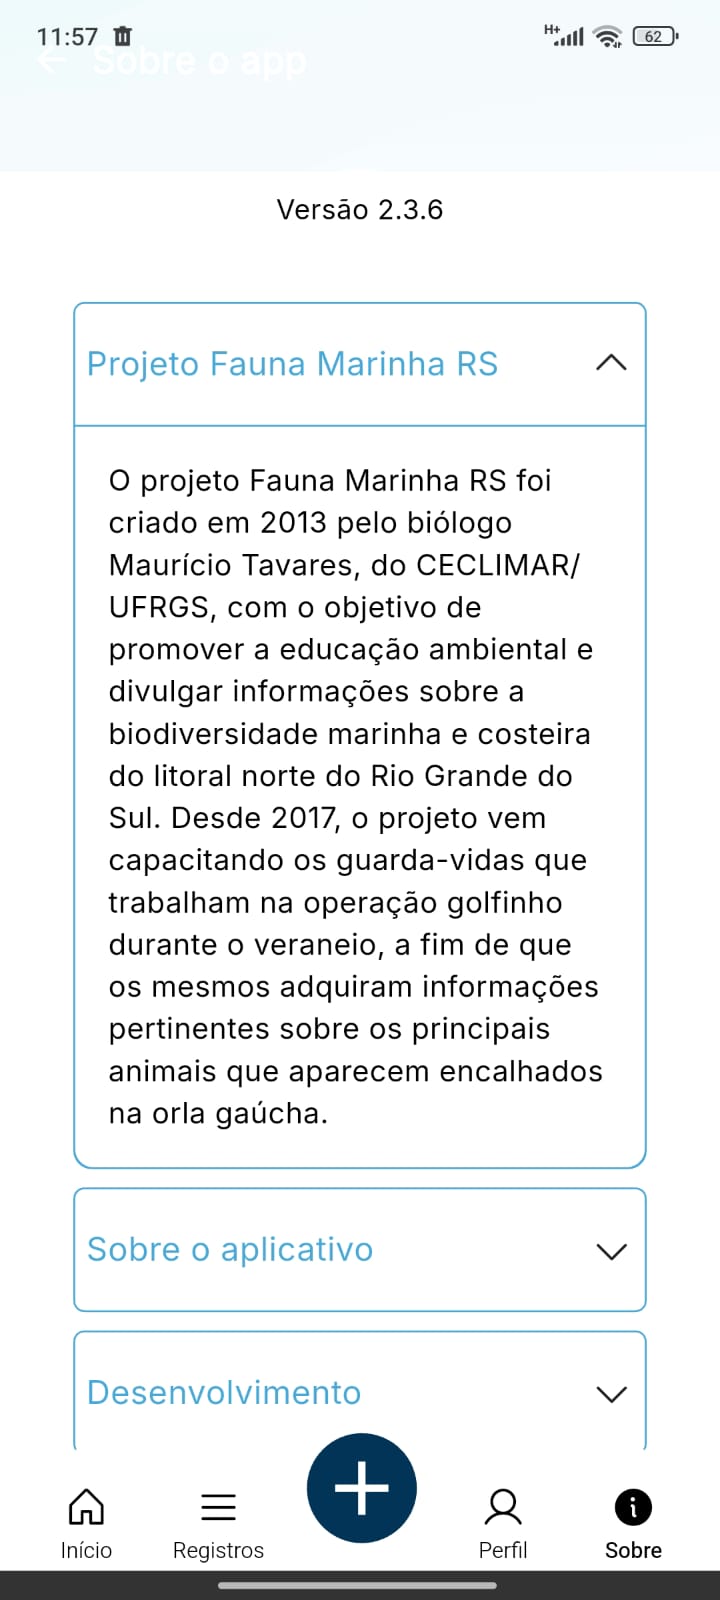 11:57
H+
62
Sobre o app
Versão 2.3.6
Projeto Fauna Marinha RS
O projeto Fauna Marinha RS foi
criado em 2013 pelo biólogo
Maurício Tavares, do CECLIMAR/
UFRGS, com o objetivo de
promover a educação ambiental e
divulgar informações sobre a
biodiversidade marinha e costeira
do litoral norte do Rio Grande do
Sul. Desde 2017, o projeto vem
capacitando os guarda-vidas que
trabalham na operação golfinho
durante o veraneio, a fim de que
os mesmos adquiram informações
pertinentes sobre os principais
animais que aparecem encalhados
na orla gaúcha.
Sobre o aplicativo
Desenvolvimento
Início
Registros
Perfil
Sobre